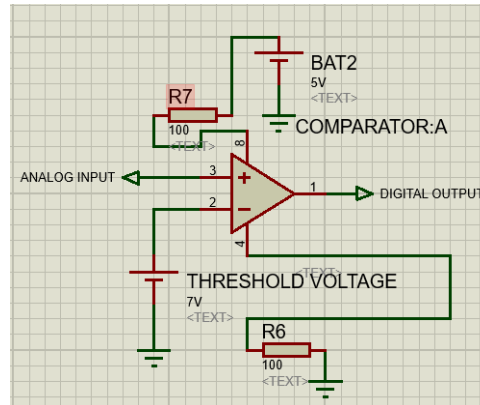 BAT2
5V
<TEXT>
R7
100
<TEXT>
COMPARATOR:A
8
ANALOG INPUT
3
1
DIGITAL OUTPUT
2
4
THRESHOLD VOLTAGE
7V
<TEXT>
<TEXT>
R6
100
<TEXT>